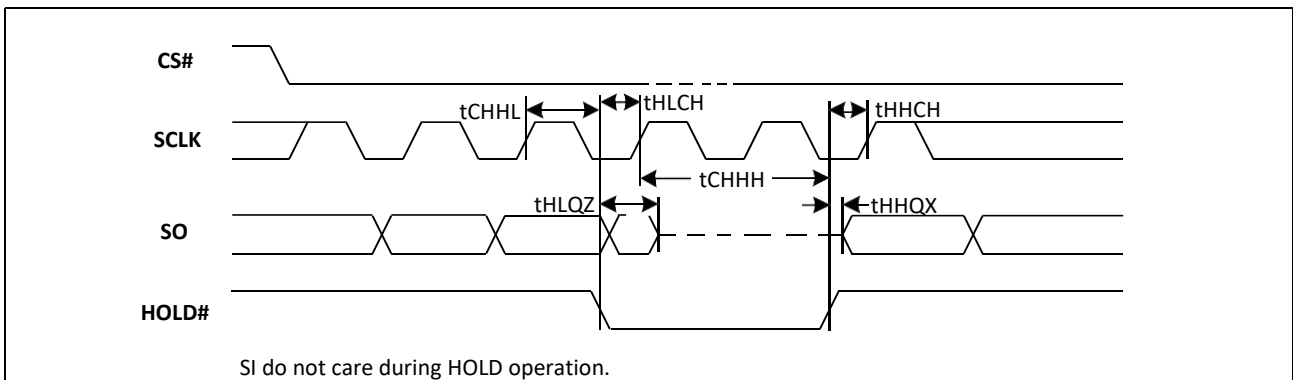 CS#
tCHHL
tHLCH
tHHCH
SCLK
tCHHH
tHLQZ
tHHQX
SO
HOLD#
SI do not care during HOLD operation.